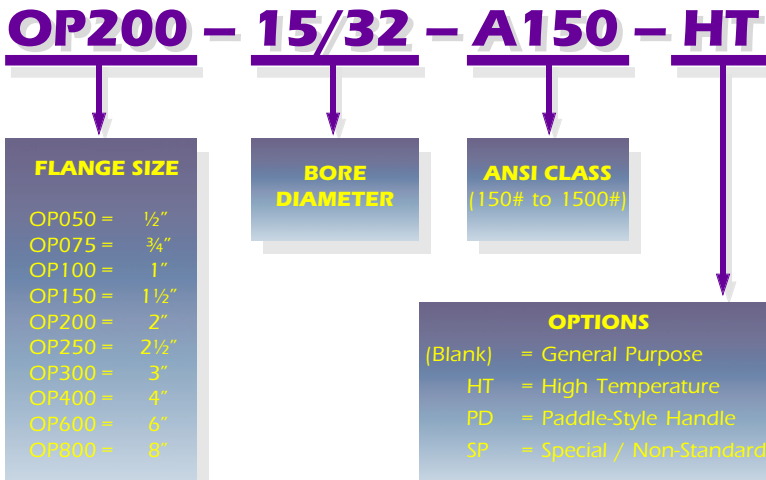 OP200 – 15/32 – A150 – HT
FLANGE SIZE
OP050 = ½”
OP075 = ¾”
OP100 = 1”
OP150 = 1½”
OP200 = 2”
OP250 = 2½”
OP300 = 3”
OP400 = 4”
OP600 = 6”
OP800 = 8”
BORE
DIAMETER
ANSI CLASS
(150# to 1500#)
OPTIONS
(Blank) = General Purpose
HT = High Temperature
PD = Paddle-Style Handle
SP = Special / Non-Standard